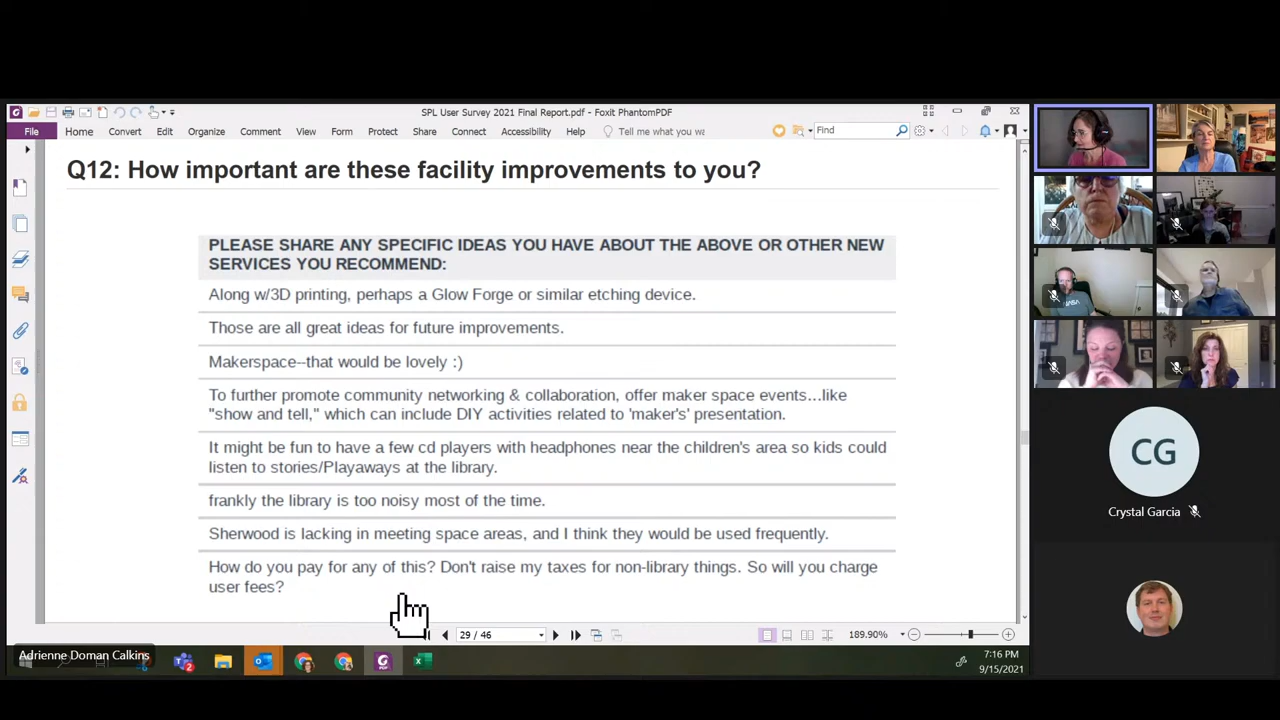 SPL User Survey 2021 Final Report.pdf - Foxit PhantomPDF
File Home Convert Edit Organize Comment View Form Protect Share Connect Accessibility Help Tell me what you wa Find
Q12: How important are these facility improvements to you?
PLEASE SHARE ANY SPECIFIC IDEAS YOU HAVE ABOUT THE ABOVE OR OTHER NEW
SERVICES YOU RECOMMEND:
Along w/3D printing, perhaps a Glow Forge or similar etching device.
Those are all great ideas for future improvements.
Makerspace--that would be lovely :)
To further promote community networking & collaboration, offer maker space events...like
"show and tell," which can include DIY activities related to 'maker's' presentation.
It might be fun to have a few cd players with headphones near the children's area so kids could
listen to stories/Playaways at the library.
frankly the library is too noisy most of the time.
Sherwood is lacking in meeting space areas, and I think they would be used frequently.
How do you pay for any of this? Don't raise my taxes for non-library things. So will you charge
user fees?
29 / 46
189.90%
Adrienne Doman Calkins
7:16 PM
9/15/2021
NASA
CG
Crystal Garcia